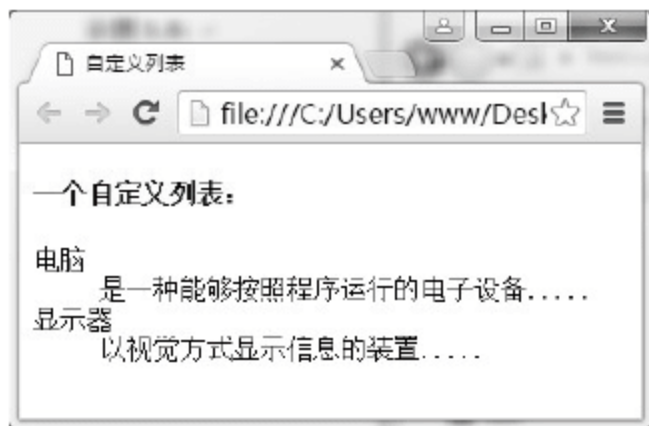 自定义列表
file:///C:/Users/www/Desk
一个自定义列表：
电脑
是一种能够按照程序运行的电子设备.....
显示器
以视觉方式显示信息的装置.....